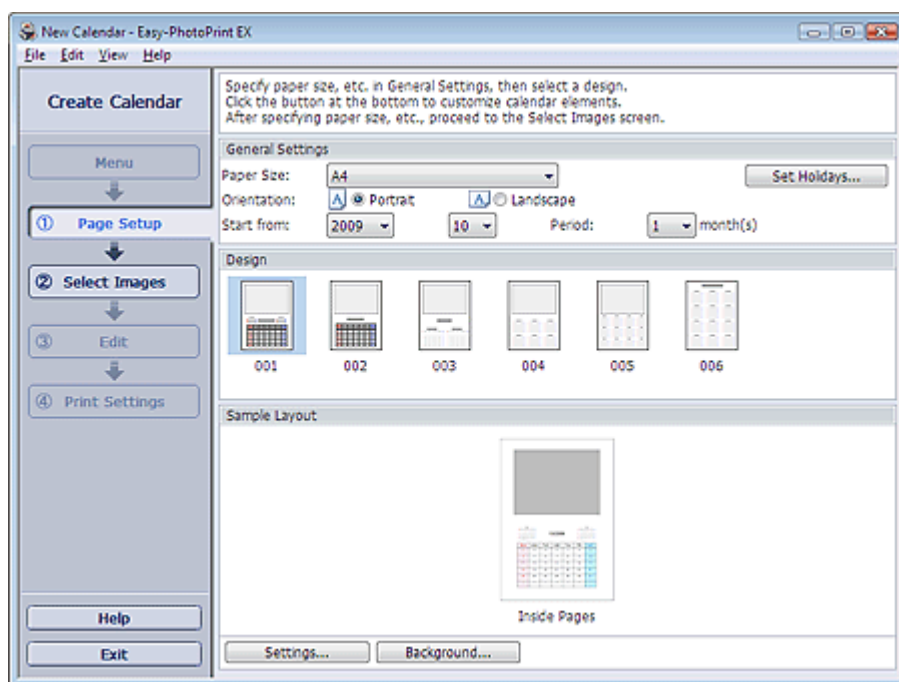 New Calendar - Easy-PhotoPrint EX
File Edit View Help
Create Calendar
Menu
① Page Setup
② Select Images
③ Edit
④ Print Settings
Help
Exit
Specify paper size, etc. in General Settings, then select a design.
Click the button at the bottom to customize calendar elements.
After specifying paper size, etc., proceed to the Select Images screen.
General Settings
Paper Size: A4 Set Holidays...
Orientation: A Portrait A Landscape
Start from: 2009 10 Period: 1 month(s)
Design
001 002 003 004 005 006
Sample Layout
Inside Pages
Settings... Background...